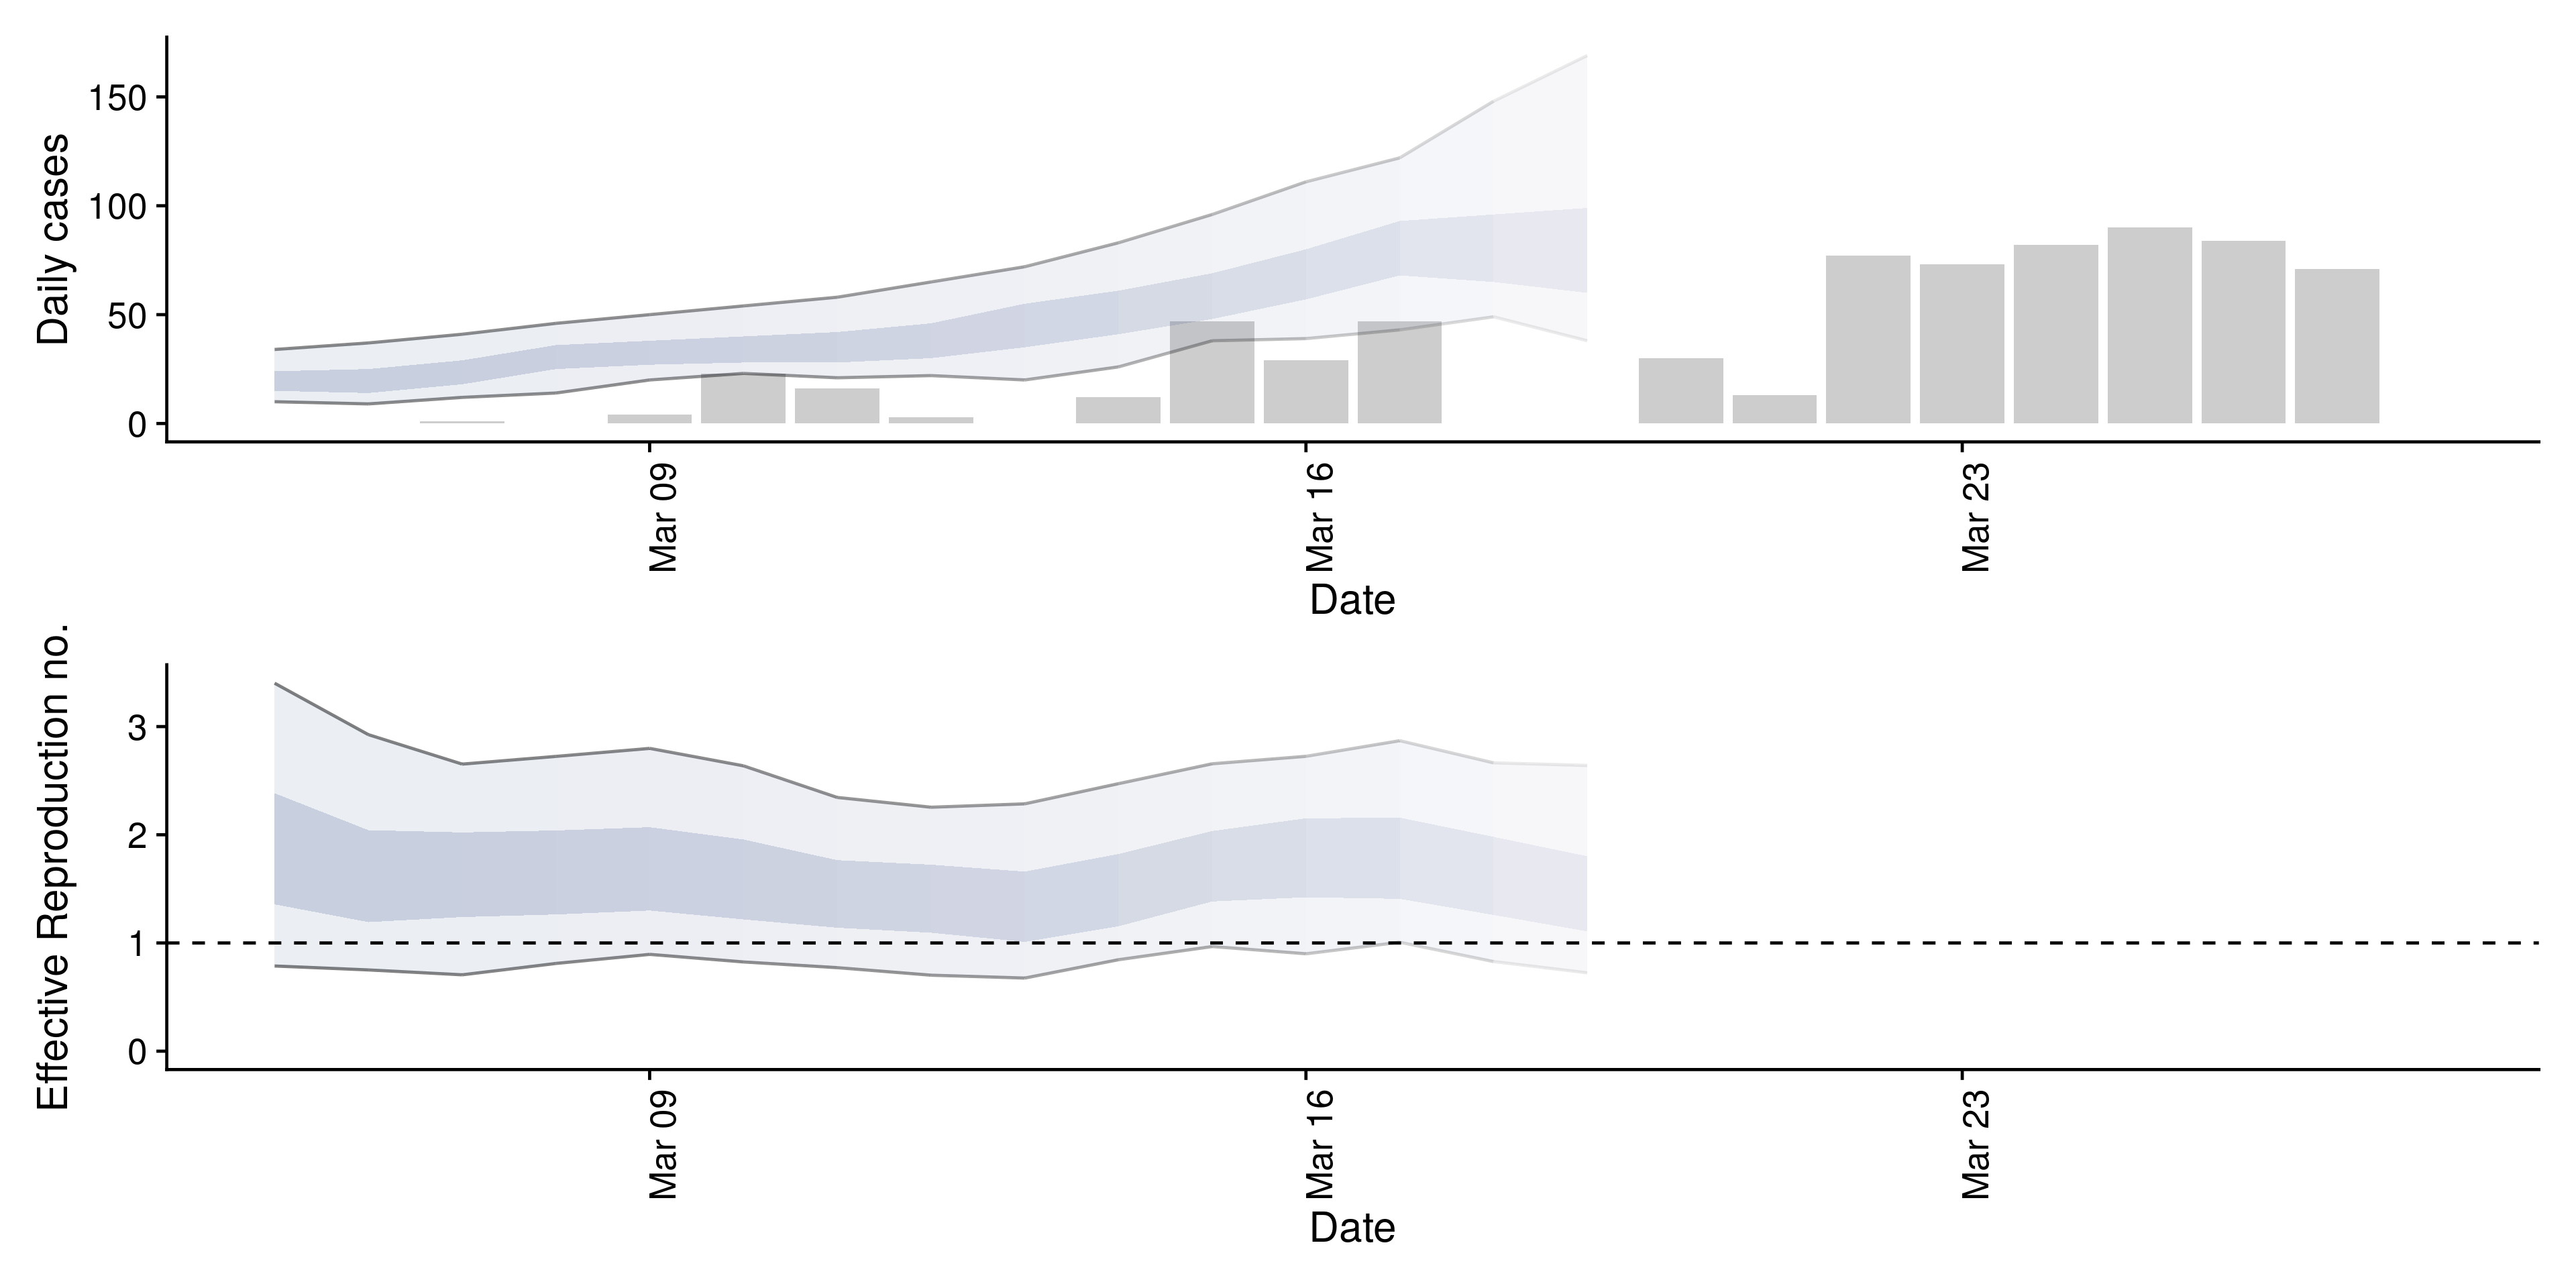 Daily cases
150
100
50
0
Mar 09
Mar 16
Mar 23
Date
Effective Reproduction no.
3
2
1
0
Mar 09
Mar 16
Mar 23
Date